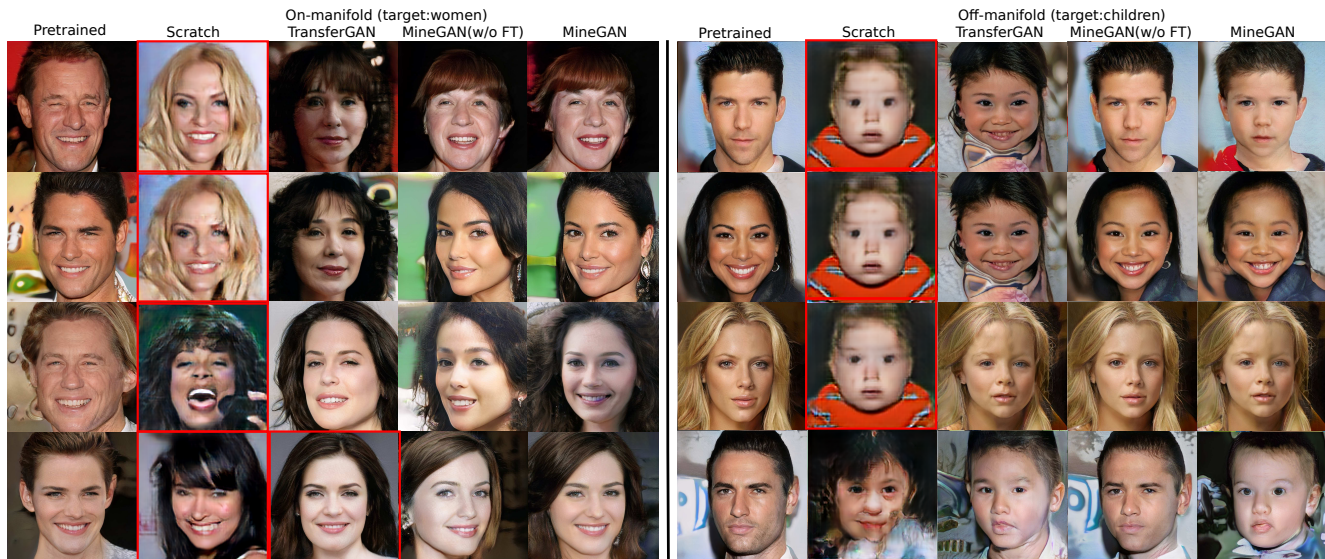 On-manifold (target:women)
Pretrained Scratch TransferGAN MineGAN(w/o FT) MineGAN
Off-manifold (target:children)
Pretrained Scratch TransferGAN MineGAN(w/o FT) MineGAN